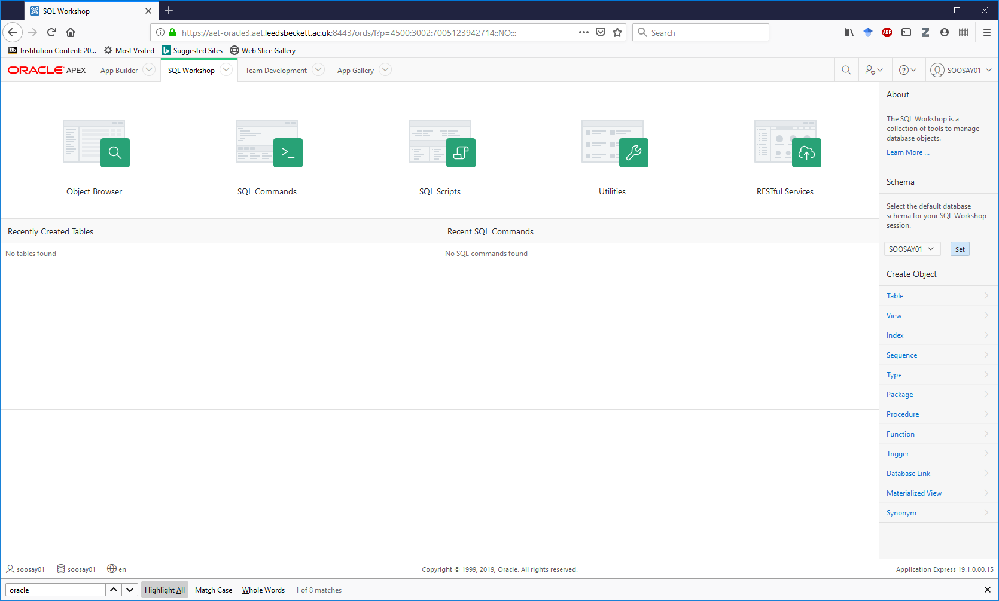 SQL Workshop
https://aet-oracle3.aet.leedsbeckett.ac.uk:8443/ords/f?p=4500:3002:7005123942714::NO:::
Search
ABP
Bb Institution Content: 20... Most Visited Suggested Sites Web Slice Gallery
ORACLE APEX App Builder SQL Workshop Team Development App Gallery SOOSAY01
Object Browser SQL Commands SQL Scripts Utilities RESTful Services
Recently Created Tables
No tables found
Recent SQL Commands
No SQL commands found
About
The SQL Workshop is a
collection of tools to manage
database objects.
Learn More ...
Schema
Select the default database
schema for your SQL Workshop
session.
SOOSAY01 Set
Create Object
Table
View
Index
Sequence
Type
Package
Procedure
Function
Trigger
Database Link
Materialized View
Synonym
soosay01 soosay01 en Copyright © 1999, 2019, Oracle. All rights reserved. Application Express 19.1.0.00.15
oracle Highlight All Match Case Whole Words 1 of 8 matches